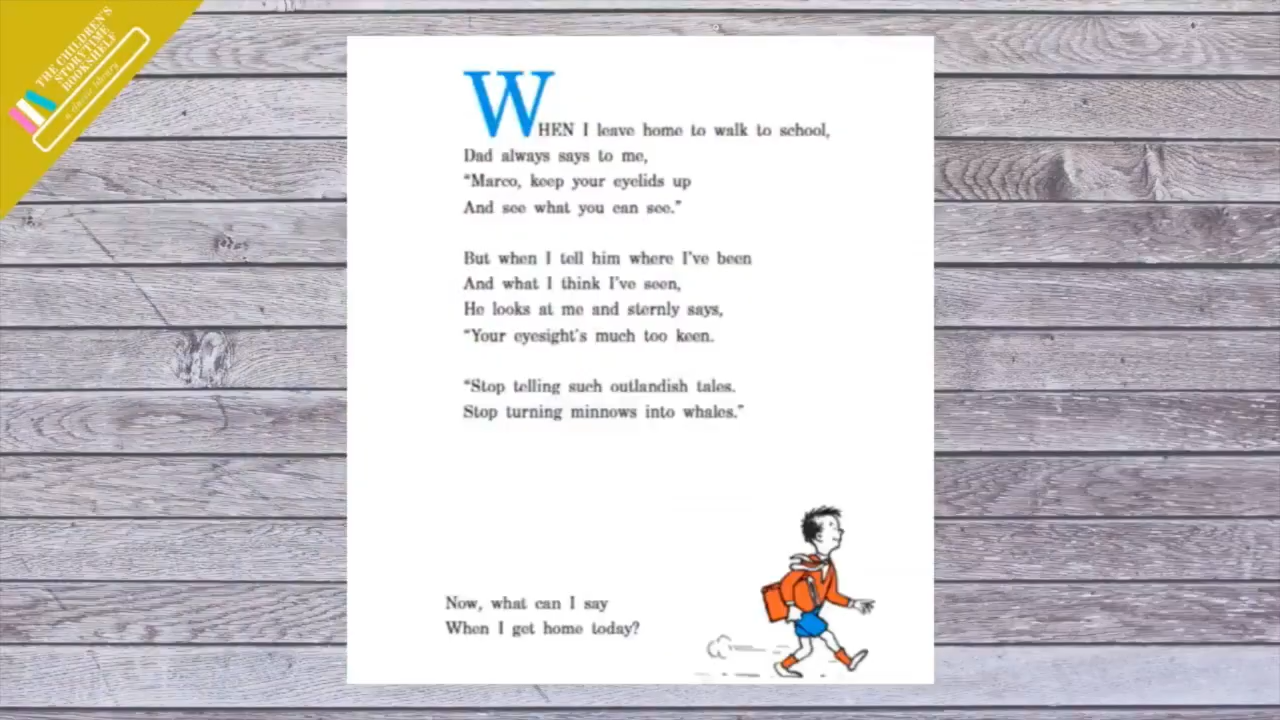 THE CHILDREN'S
STORYTIME
BOOKSHELF
a classic library
WHEN I leave home to walk to school,
Dad always says to me,
“Marco, keep your eyelids up
And see what you can see.”
But when I tell him where I’ve been
And what I think I’ve seen,
He looks at me and sternly says,
“Your eyesight’s much too keen.
“Stop telling such outlandish tales.
Stop turning minnows into whales.”
Now, what can I say
When I get home today?